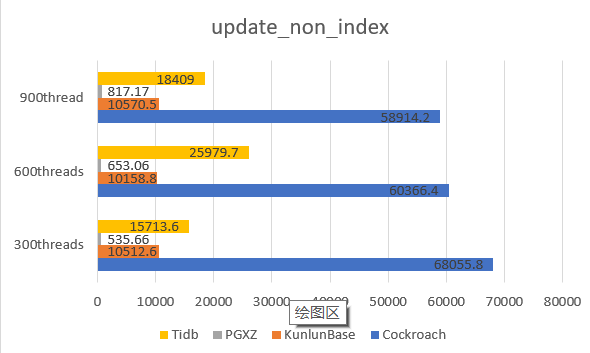 update_non_index
18409
817.17
900thread
10570.5
58914.2
25979.7
653.06
600threads
10158.8
60366.4
15713.6
535.66
300threads
10512.6
68055.8
0 10000 20000 30000 40000 50000 60000 70000 80000
绘图区
Tidb PGXZ KunlunBase Cockroach